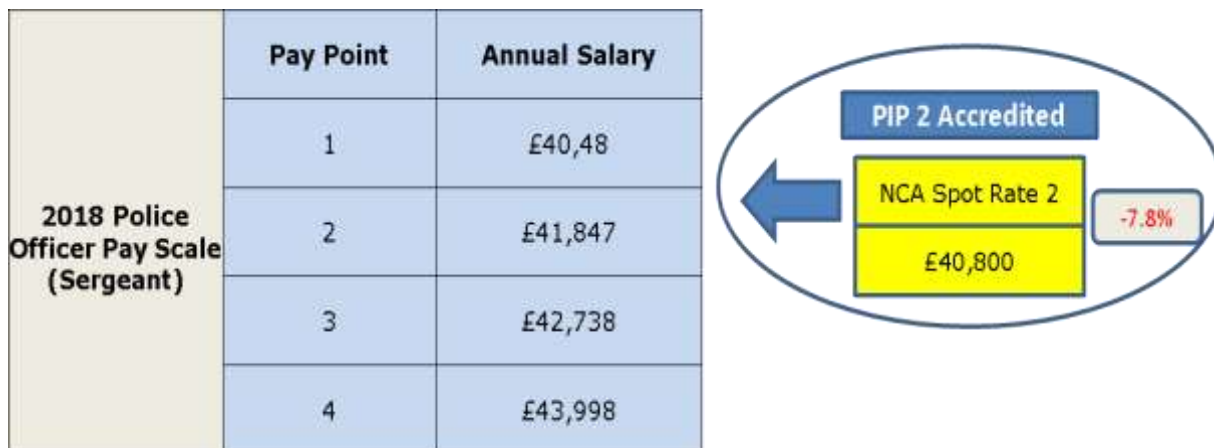 Pay Point Annual Salary
1 £40,48
2 £41,847
2018 Police
Officer Pay Scale
(Sergeant)
3 £42,738
4 £43,998
PIP 2 Accredited
NCA Spot Rate 2
£40,800
-7.8%